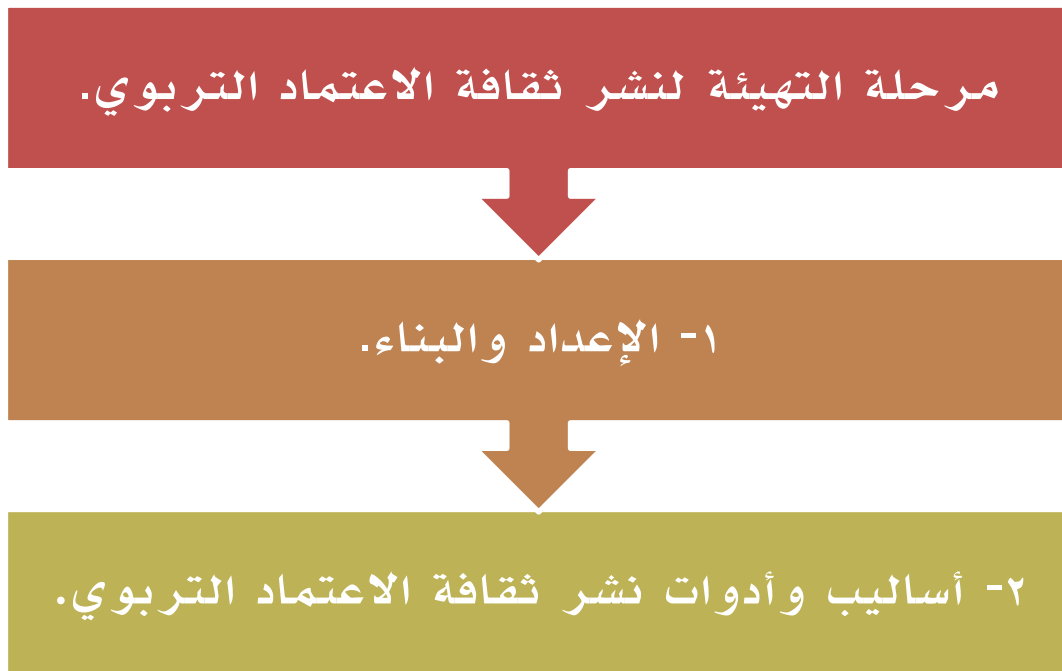 مرحلة التهيئة لنشر ثقافة الاعتماد التربوي.
١- الإعداد والبناء.
٢- أساليب وأدوات نشر ثقافة الاعتماد التربوي.